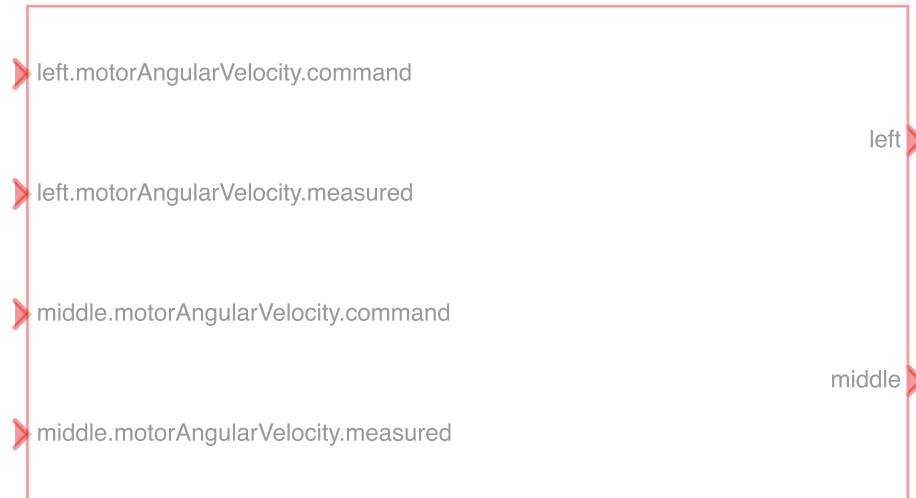 left.motorAngularVelocity.command
left
left.motorAngularVelocity.measured
middle.motorAngularVelocity.command
middle
middle.motorAngularVelocity.measured